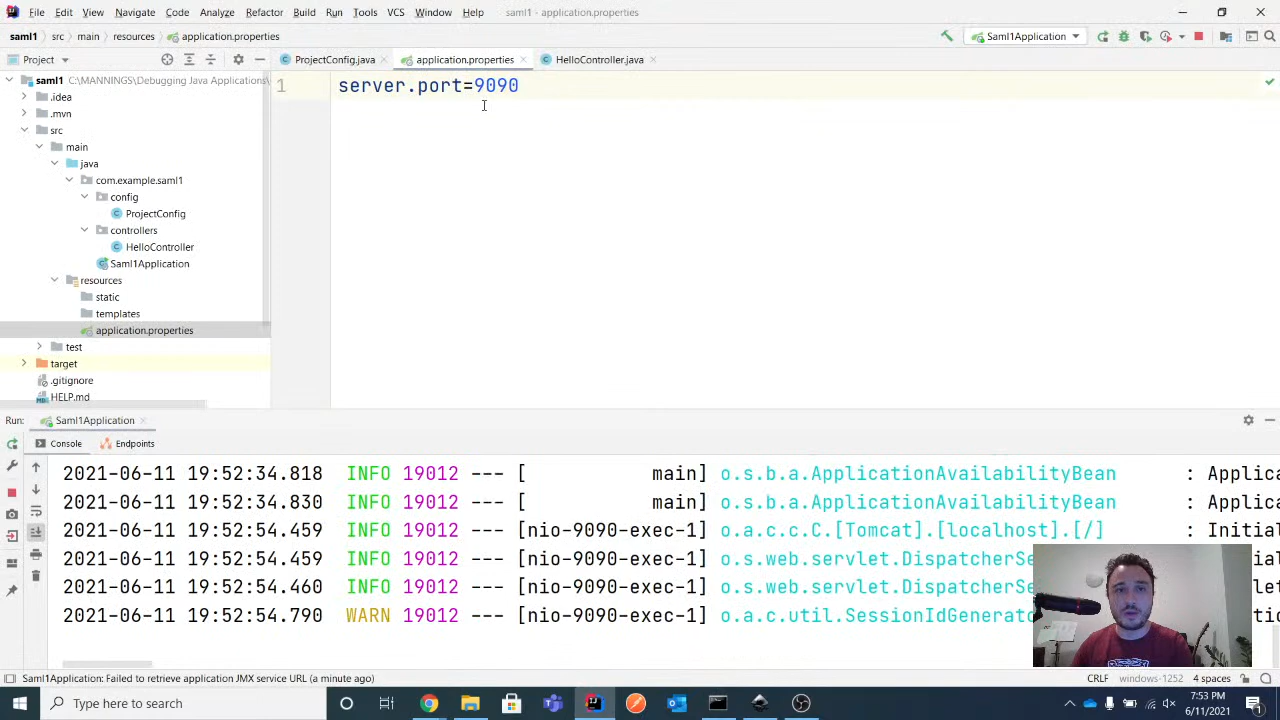 File Edit View Navigate Code Analyze Refactor Build Run Tools VCS Window Help saml1 - application.properties
saml1 src main resources application.properties Saml1Application
Project ProjectConfig.java application.properties HelloController.java
1 server.port=9090
saml1 C:\MANNINGS\Debugging Java Applications\
.idea
.mvn
src
main
java
com.example.saml1
config
ProjectConfig
controllers
HelloController
Saml1Application
resources
static
templates
application.properties
test
target
.gitignore
HELP.md
Run: Saml1Application
Console Endpoints
2021-06-11 19:52:34.818 INFO 19012 --- [ main] o.s.b.a.ApplicationAvailabilityBean : Applica
2021-06-11 19:52:34.830 INFO 19012 --- [ main] o.s.b.a.ApplicationAvailabilityBean : Applica
2021-06-11 19:52:54.459 INFO 19012 --- [nio-9090-exec-1] o.a.c.c.C.[Tomcat].[localhost].[/] : Initial
2021-06-11 19:52:54.459 INFO 19012 --- [nio-9090-exec-1] o.s.web.servlet.DispatcherSe
2021-06-11 19:52:54.460 INFO 19012 --- [nio-9090-exec-1] o.s.web.servlet.DispatcherSe
2021-06-11 19:52:54.790 WARN 19012 --- [nio-9090-exec-1] o.a.c.util.SessionIdGenerato
Saml1Application: Failed to retrieve application JMX service URL (a minute ago) CRLF windows-1252 4 spaces
Type here to search
7:53 PM
6/11/2021